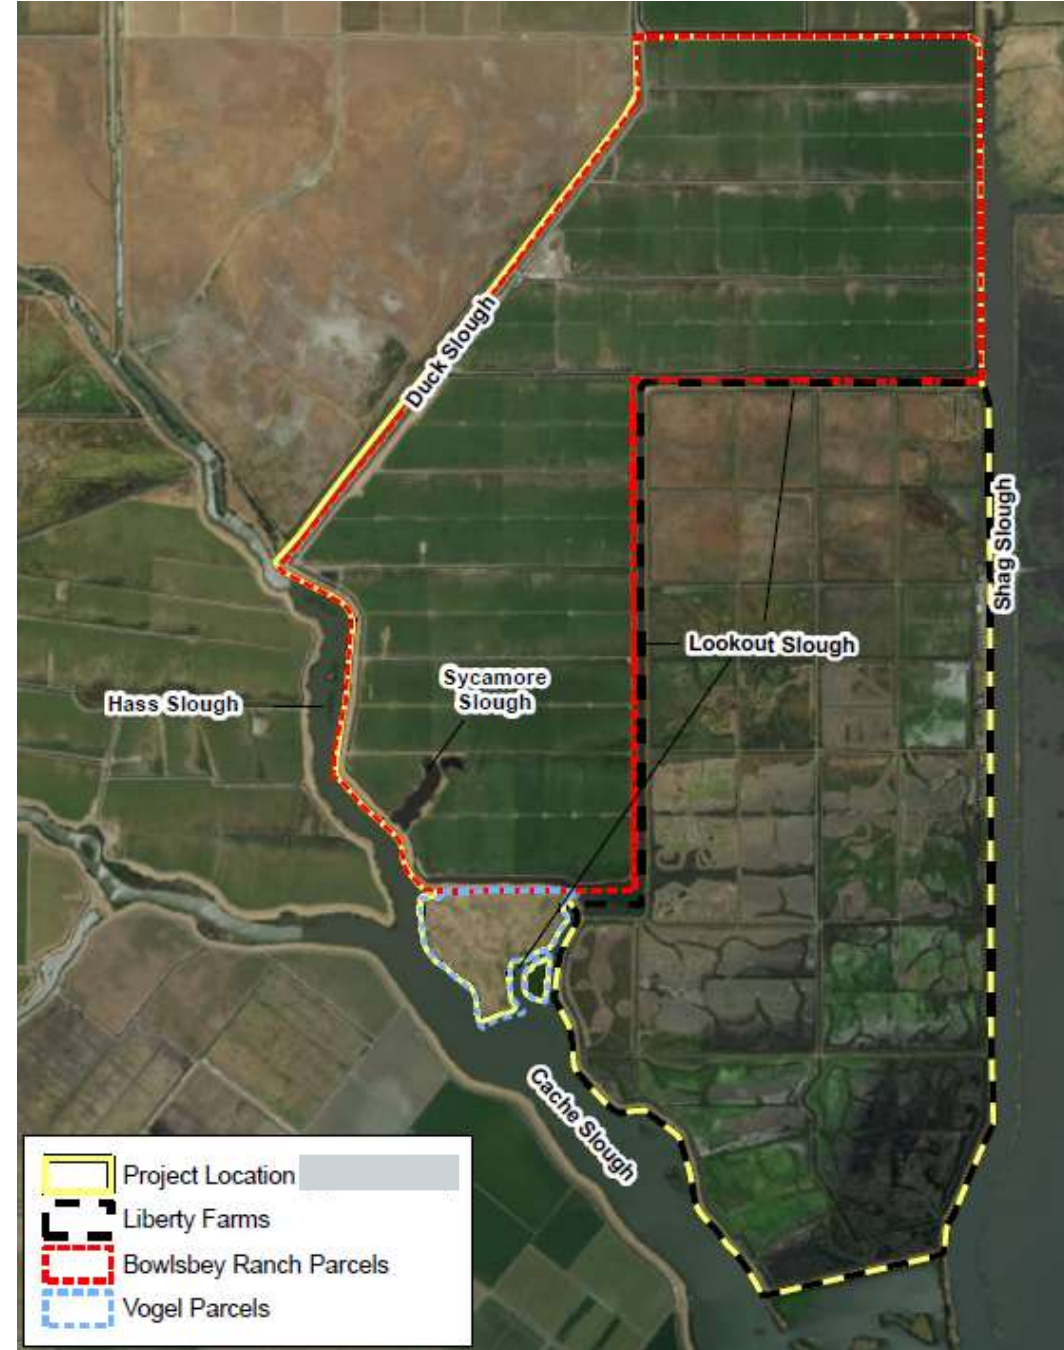 Duck Slough
Shag Slough
Lookout Slough
Sycamore
Slough
Hass Slough
Cache Slough
Project Location
Liberty Farms
Bowlsbey Ranch Parcels
Vogel Parcels